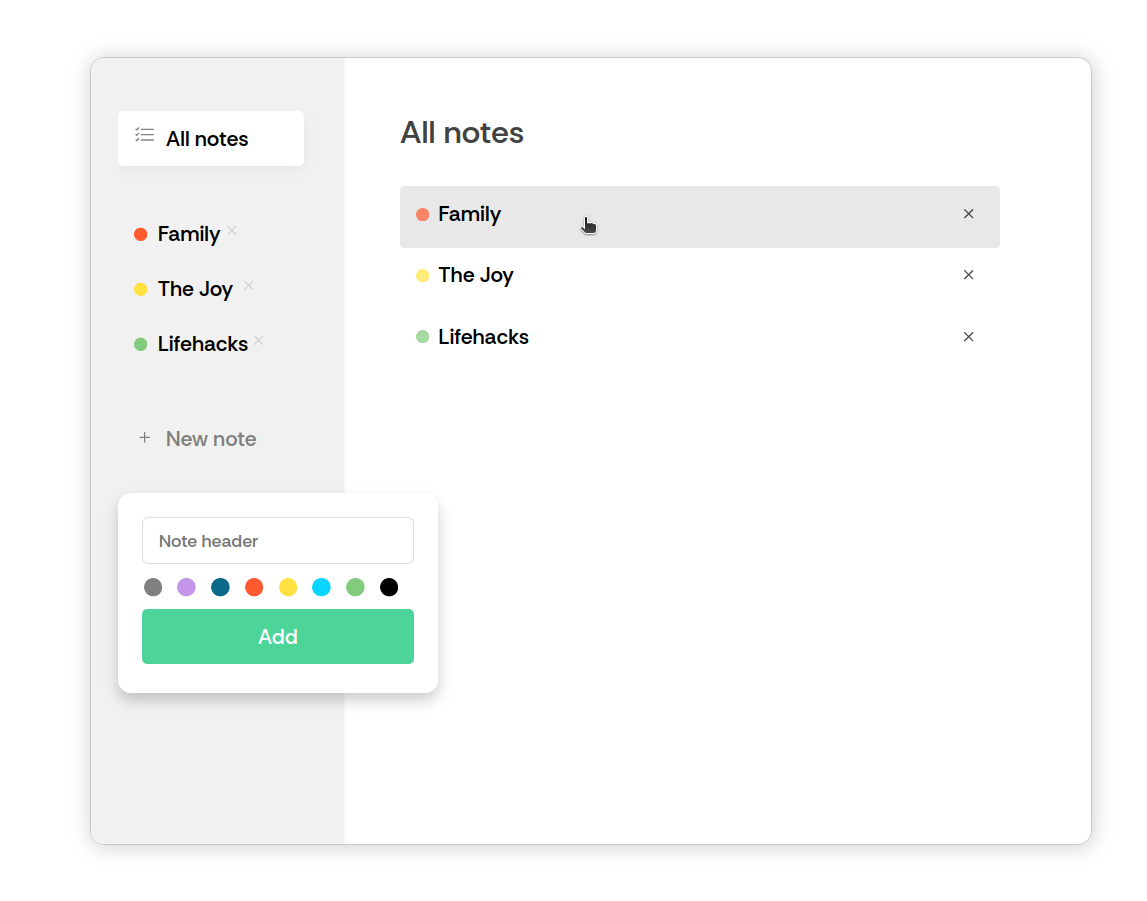 All notes
Family
The Joy
Lifehacks
New note
Note header
Add
All notes
Family
The Joy
Lifehacks